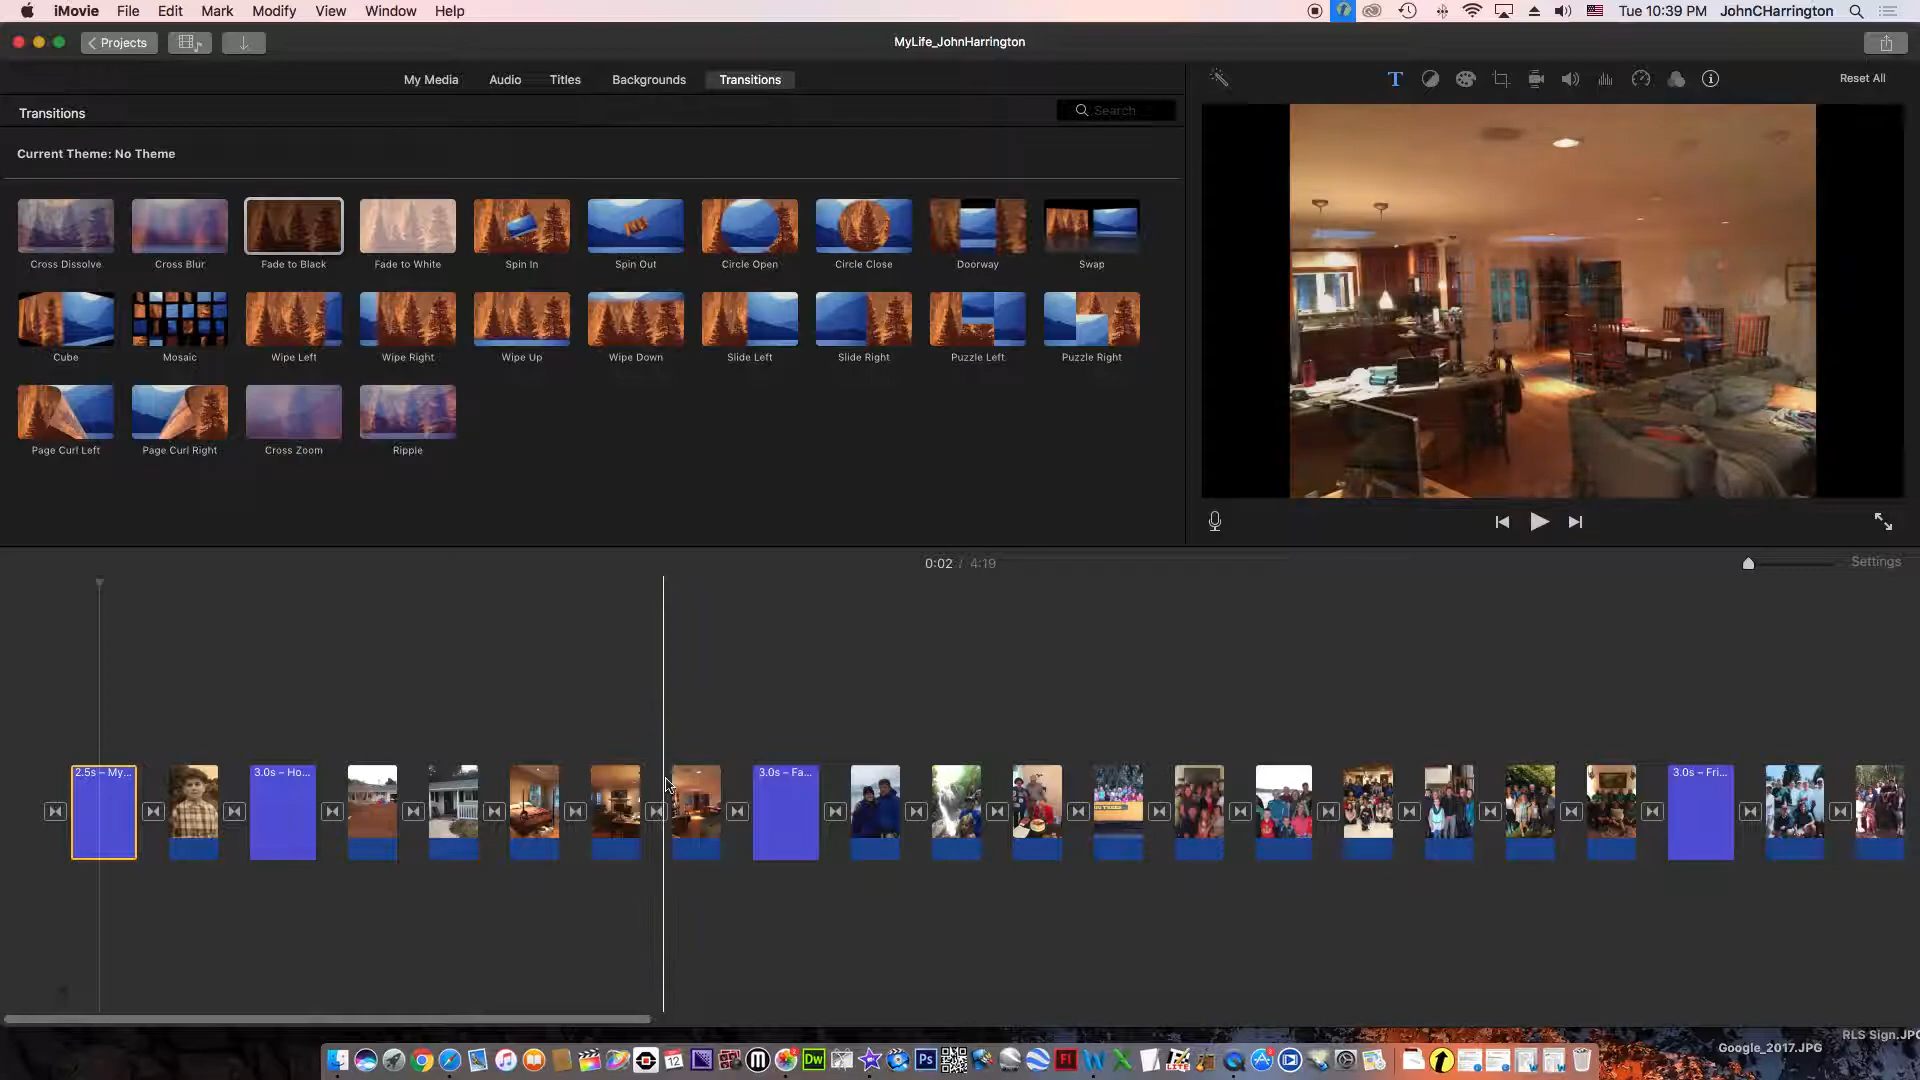 iMovie File Edit Mark Modify View Window Help
Tue 10:39 PM JohnCHarrington
Projects
MyLife_JohnHarrington
My Media Audio Titles Backgrounds Transitions
Reset All
Transitions
Search
Current Theme: No Theme
Cross Dissolve Cross Blur Fade to Black Fade to White Spin In Spin Out Circle Open Circle Close Doorway Swap
Cube Mosaic Wipe Left Wipe Right Wipe Up Wipe Down Slide Left Slide Right Puzzle Left Puzzle Right
Page Curl Left Page Curl Right Cross Zoom Ripple
0:02 / 4:19
Settings
2.5s – My... 3.0s – Ho... 3.0s – Fa... 3.0s – Fri...
RLS Sign.JPG
Google_2017.JPG
12 Dw Ps Fl